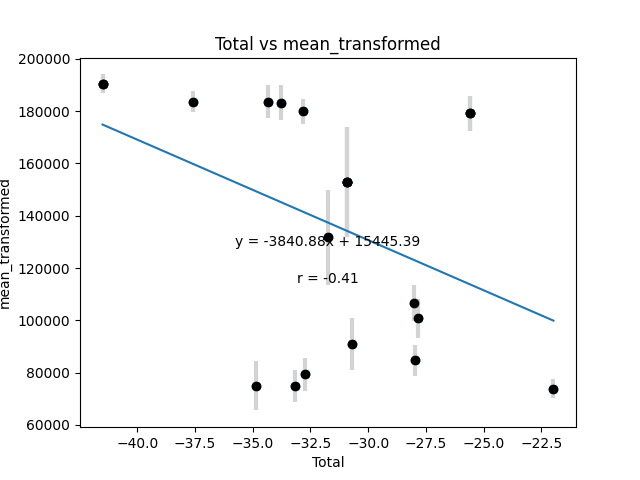 Total vs mean_transformed
200000
180000
160000
140000
120000
100000
80000
60000
mean_transformed
y = -3840.88x + 15445.39
r = -0.41
−40.0 −37.5 −35.0 −32.5 −30.0 −27.5 −25.0 −22.5
Total